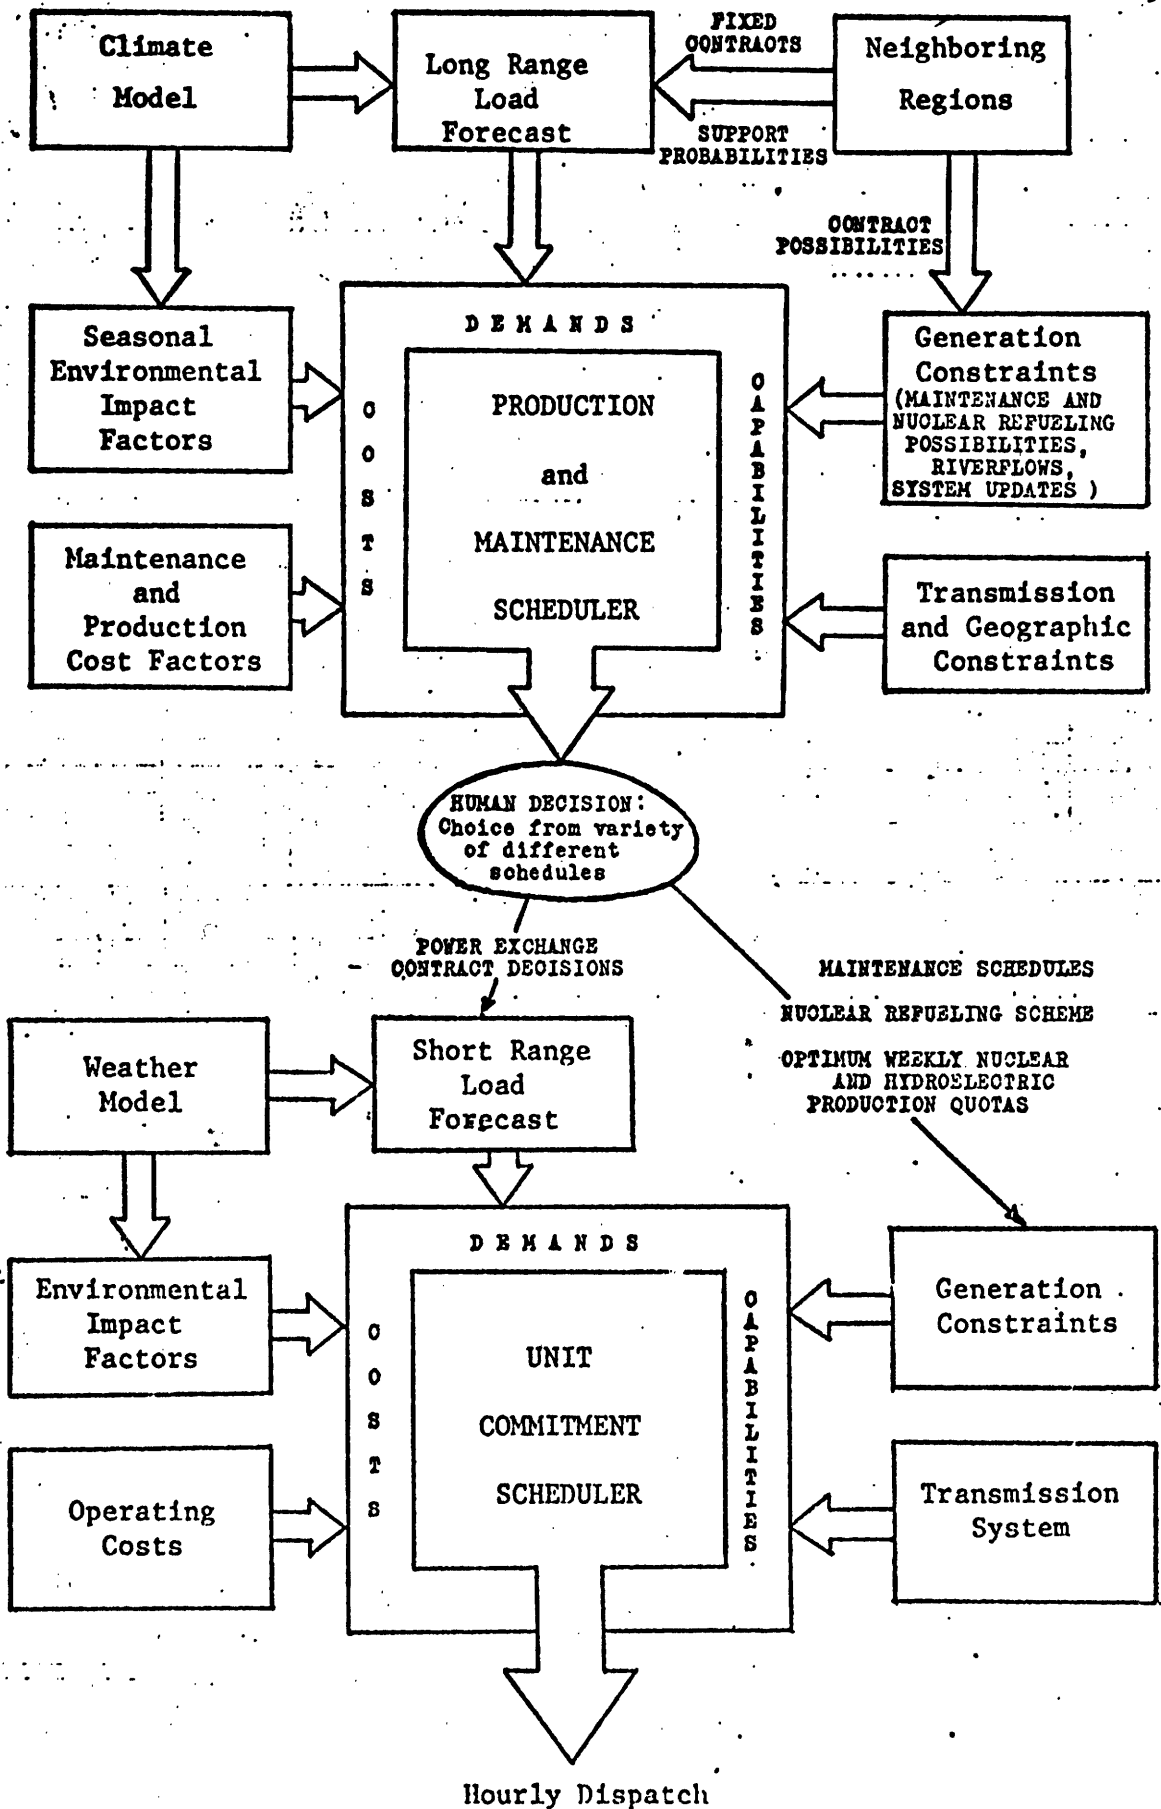 Climate
Model
Long Range
Load
Forecast
FIXED
CONTRACTS
SUPPORT
PROBABILITIES
Neighboring
Regions
CONTRACT
POSSIBILITIES
Seasonal
Environmental
Impact
Factors
Maintenance
and
Production
Cost Factors
DEMANDS
COSTS
PRODUCTION
and
MAINTENANCE
SCHEDULER
CAPABILITIES
Generation
Constraints
(MAINTENANCE AND
NUCLEAR REFUELING
POSSIBILITIES,
RIVERFLOWS,
SYSTEM UPDATES )
Transmission
and Geographic
Constraints
HUMAN DECISION:
Choice from variety
of different
schedules
POWER EXCHANGE
CONTRACT DECISIONS
MAINTENANCE SCHEDULES
NUCLEAR REFUELING SCHEME
OPTIMUM WEEKLY NUCLEAR
AND HYDROELECTRIC
PRODUCTION QUOTAS
Weather
Model
Short Range
Load
Forecast
Environmental
Impact
Factors
Operating
Costs
DEMANDS
COSTS
UNIT
COMMITMENT
SCHEDULER
CAPABILITIES
Generation
Constraints
Transmission
System
Hourly Dispatch